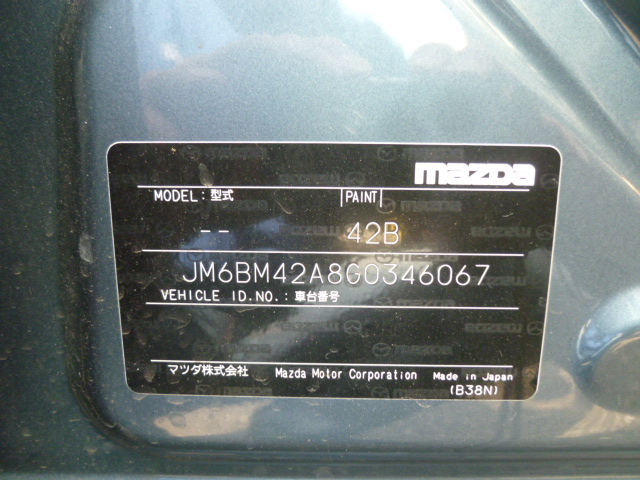 mazda
MODEL:型式 PAINT
-- 42B
JM6BM42A8G0346067
VEHICLE ID.NO.:車台番号
マツダ株式会社 Mazda Motor Corporation Made in Japan
(B38N)